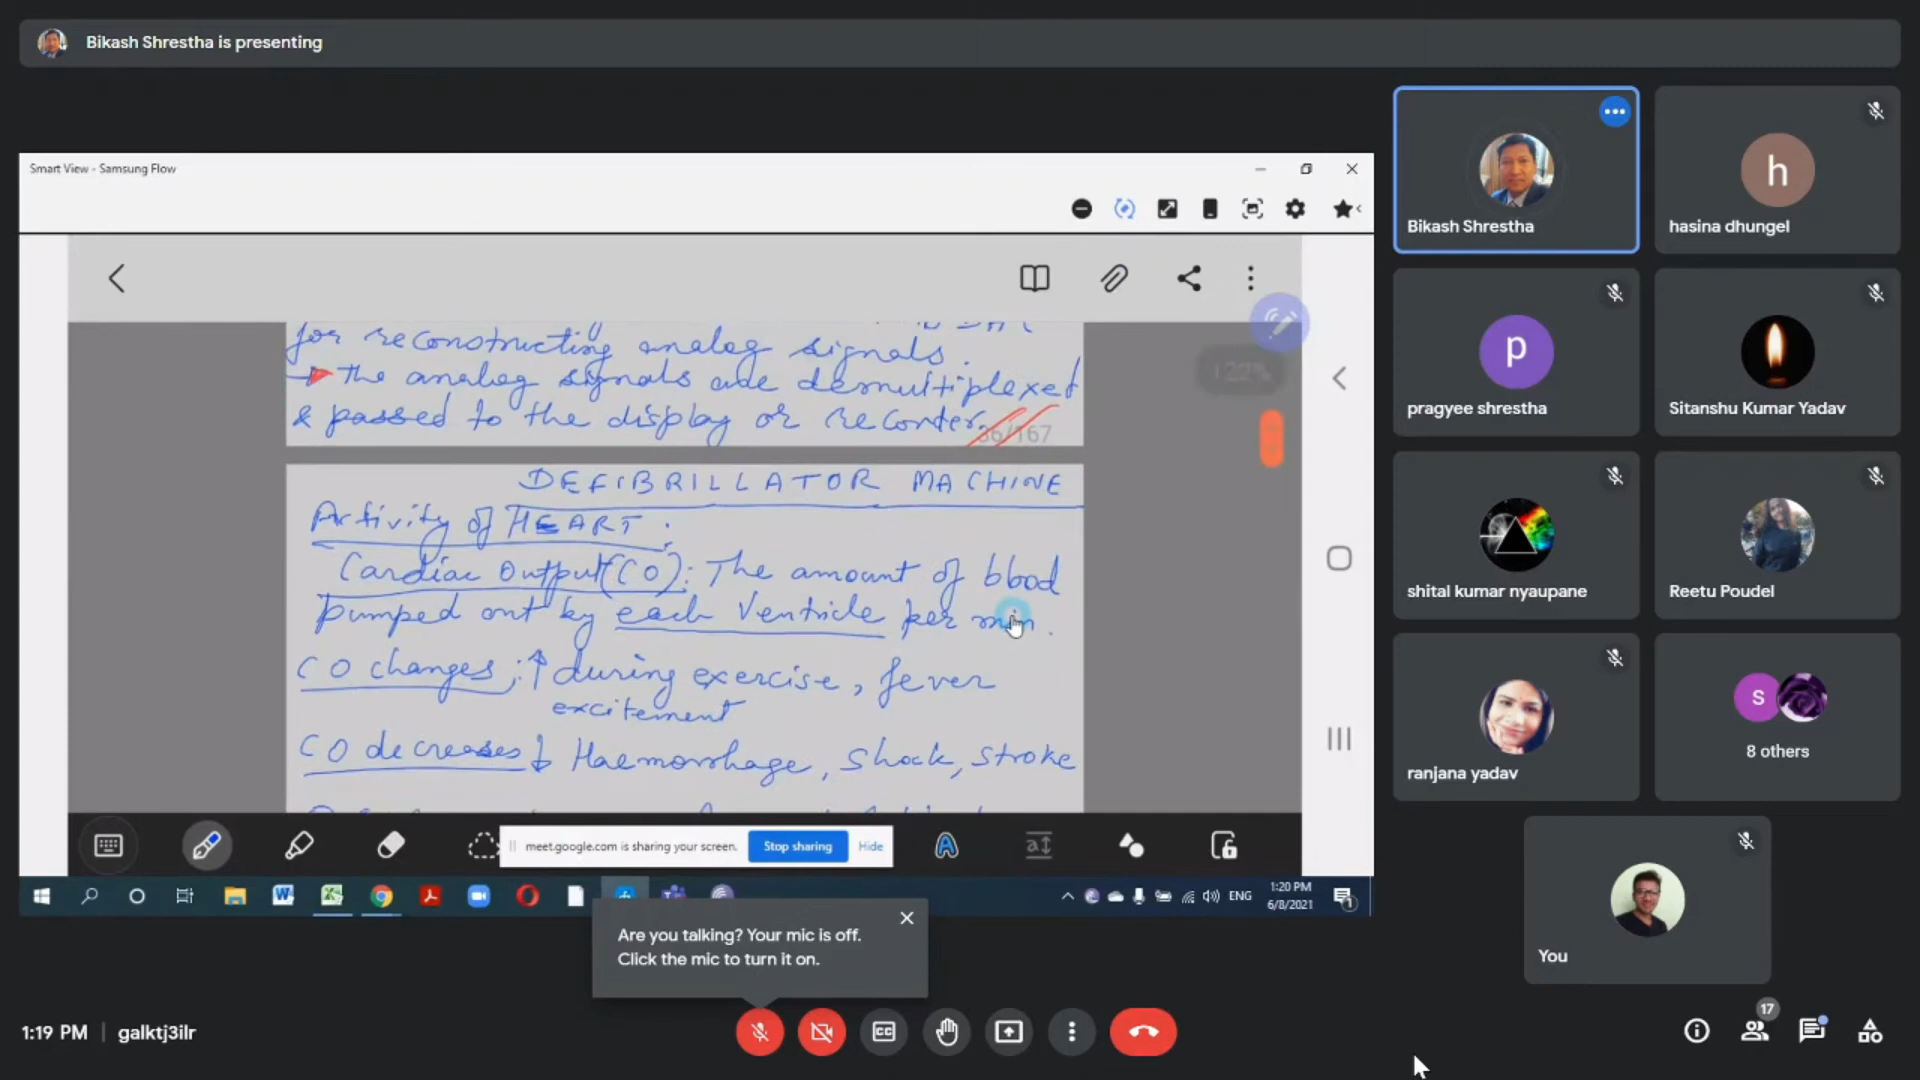 Bikash Shrestha is presenting
Smart View - Samsung Flow
for reconstructing analog signals.
→ the analog signals are demultiplexed
& passed to the display or recorder.
36/167
122%
DEFIBRILLATOR MACHINE
Activity of HEART:
Cardiac Output (CO): The amount of blood
pumped out by each ventricle per min.
CO changes: ↑ during exercise, fever
excitement
CO decreases ↓ Haemorrhage, shock, stroke
meet.google.com is sharing your screen.
Stop sharing
Hide
ENG
1:20 PM
6/8/2021
1
Are you talking? Your mic is off.
Click the mic to turn it on.
Bikash Shrestha
h
hasina dhungel
p
pragyee shrestha
Sitanshu Kumar Yadav
shital kumar nyaupane
Reetu Poudel
ranjana yadav
s
8 others
You
1:19 PM | galktj3ilr
17